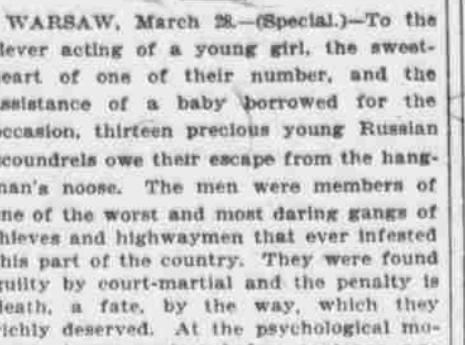 WARSAW, March 28.—(Special.)—To the
lever acting of a young girl, the sweet-
eart of one of their number, and the
ssistance of a baby borrowed for the
ccasion, thirteen precious young Russian
coundrels owe their escape from the hang-
nan's noose. The men were members of
ne of the worst and most daring gangs of
hieves and highwaymen that ever infested
his part of the country. They were found
uilty by court-martial and the penalty is
leath, a fate, by the way, which they
ichly deserved. At the psychological mo-